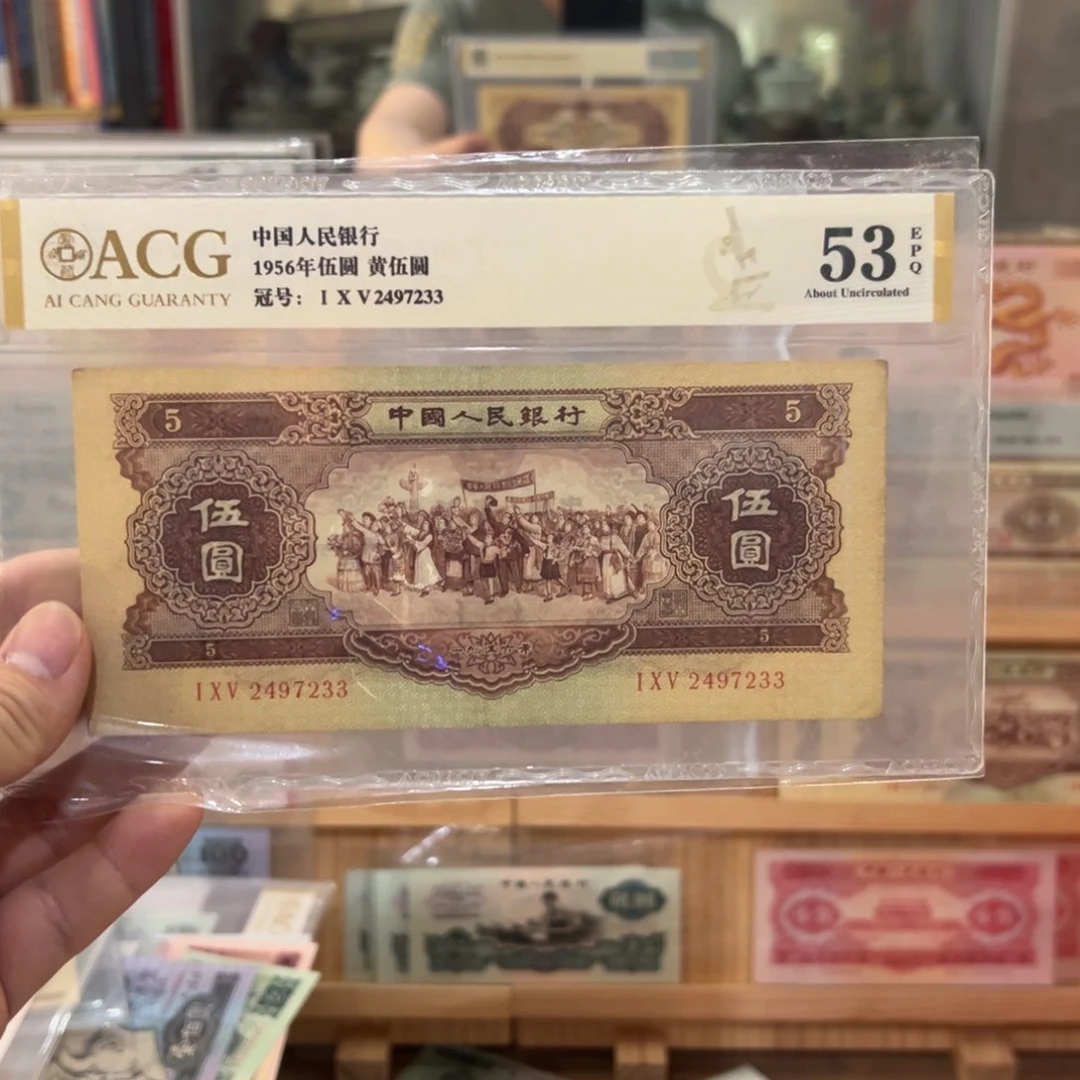 ACG
AI CANG GUARANTY
中国人民银行
1956年伍圆 黄伍圆
冠号: I X V 2497233
53
EPQ
About Uncirculated
5
中國人民銀行
5
伍圓
伍圓
5
5
IXV 2497233
IXV 2497233